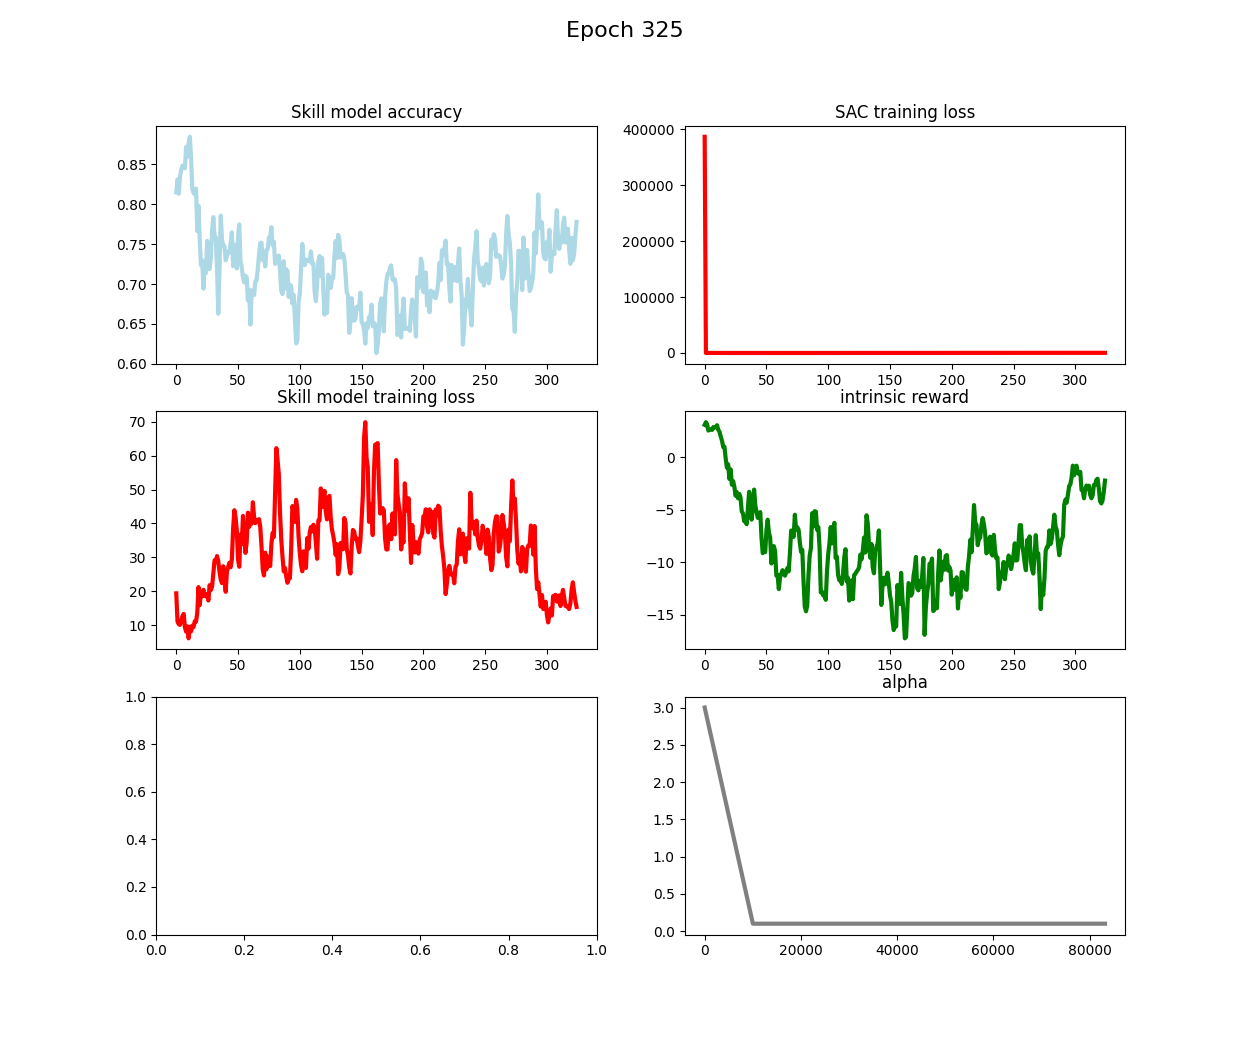 Epoch 325
Skill model accuracy
0.85
0.80
0.75
0.70
0.65
0.60
0 50 100 150 200 250 300
SAC training loss
400000
300000
200000
100000
0
0 50 100 150 200 250 300
Skill model training loss
70
60
50
40
30
20
10
0 50 100 150 200 250 300
intrinsic reward
0
−5
−10
−15
0 50 100 150 200 250 300
1.0
0.8
0.6
0.4
0.2
0.0
0.0 0.2 0.4 0.6 0.8 1.0
alpha
3.0
2.5
2.0
1.5
1.0
0.5
0.0
0 20000 40000 60000 80000